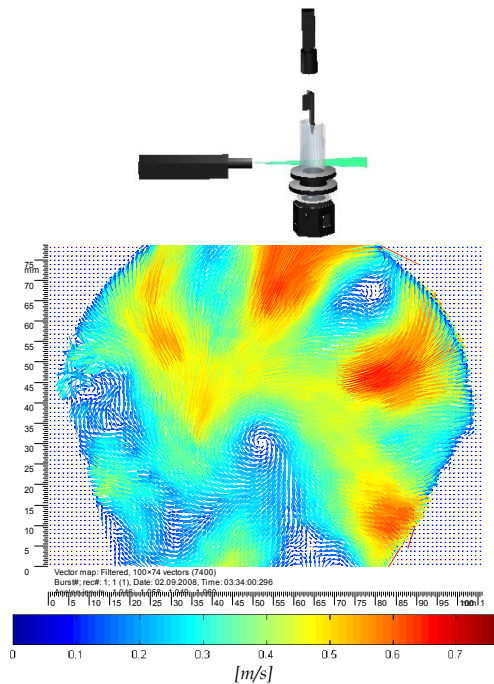 75
mm
70
65
60
55
50
45
40
35
30
25
20
15
10
5
0
Vector map: Filtered, 100×74 vectors (7400)
Burst#; rec#: 1; 1 (1), Date: 02.09.2008, Time: 03:34:00:296
0 5 10 15 20 25 30 35 40 45 50 55 60 65 70 75 80 85 90 95 100
0 0.1 0.2 0.3 0.4 0.5 0.6 0.7
[m/s]